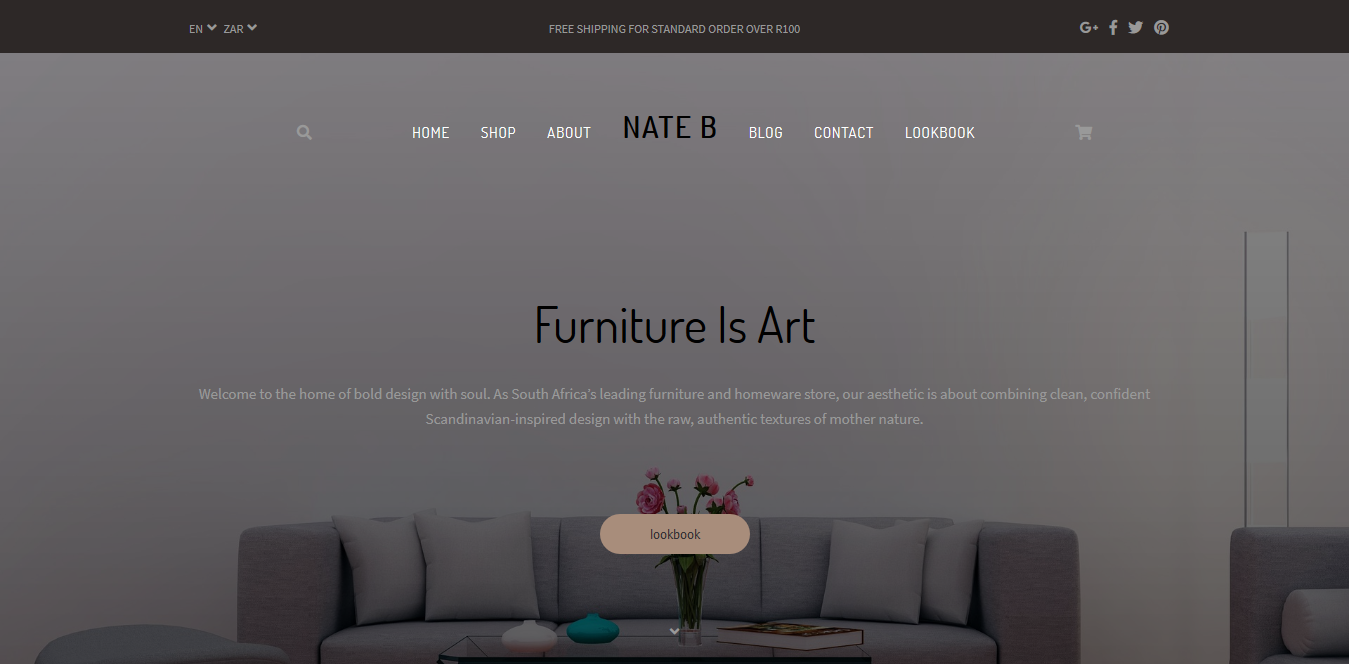 EN ZAR
FREE SHIPPING FOR STANDARD ORDER OVER R100
HOME SHOP ABOUT NATE B BLOG CONTACT LOOKBOOK
Furniture Is Art
Welcome to the home of bold design with soul. As South Africa's leading furniture and homeware store, our aesthetic is about combining clean, confident
Scandinavian-inspired design with the raw, authentic textures of mother nature.
lookbook